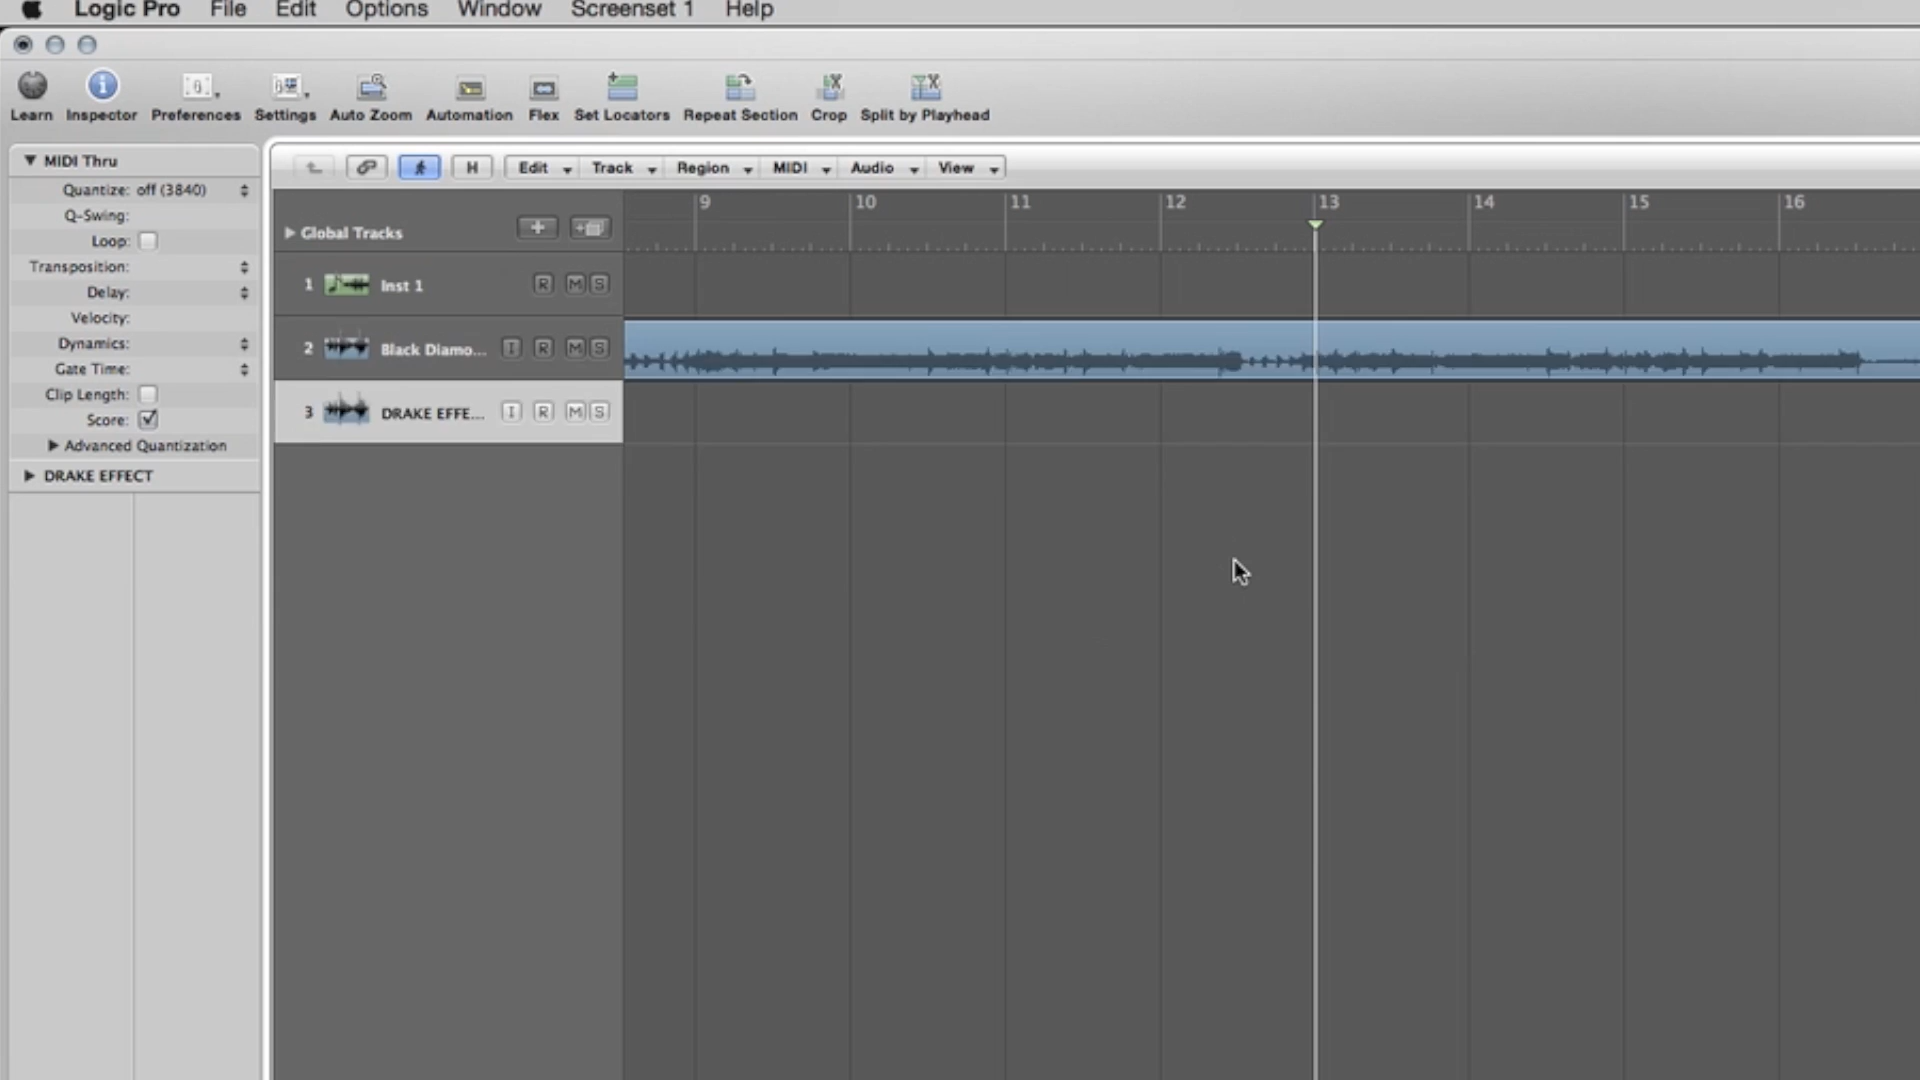 Logic Pro File Edit Options Window Screenset 1 Help
Learn Inspector Preferences Settings Auto Zoom Automation Flex Set Locators Repeat Section Crop Split by Playhead
MIDI Thru
Quantize: off (3840)
Q-Swing:
Loop:
Transposition:
Delay:
Velocity:
Dynamics:
Gate Time:
Clip Length:
Score:
Advanced Quantization
DRAKE EFFECT
H Edit Track Region MIDI Audio View
9 10 11 12 13 14 15 16
Global Tracks
1 Inst 1 R M S
2 Black Diamo... I R M S
3 DRAKE EFFE... I R M S